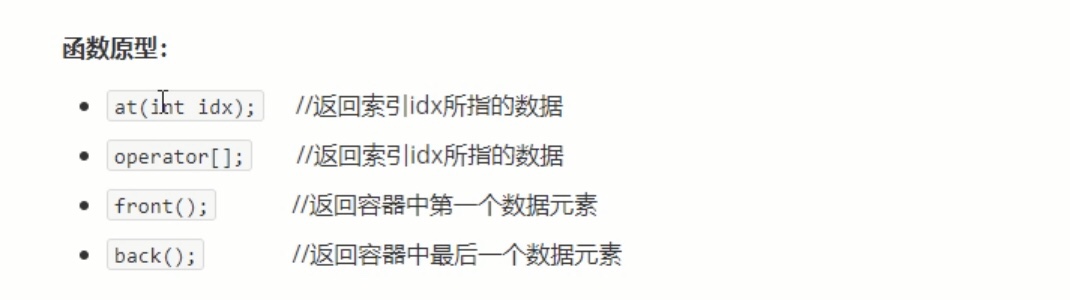 函数原型：
at(int idx); //返回索引idx所指的数据
operator[]; //返回索引idx所指的数据
front(); //返回容器中第一个数据元素
back(); //返回容器中最后一个数据元素